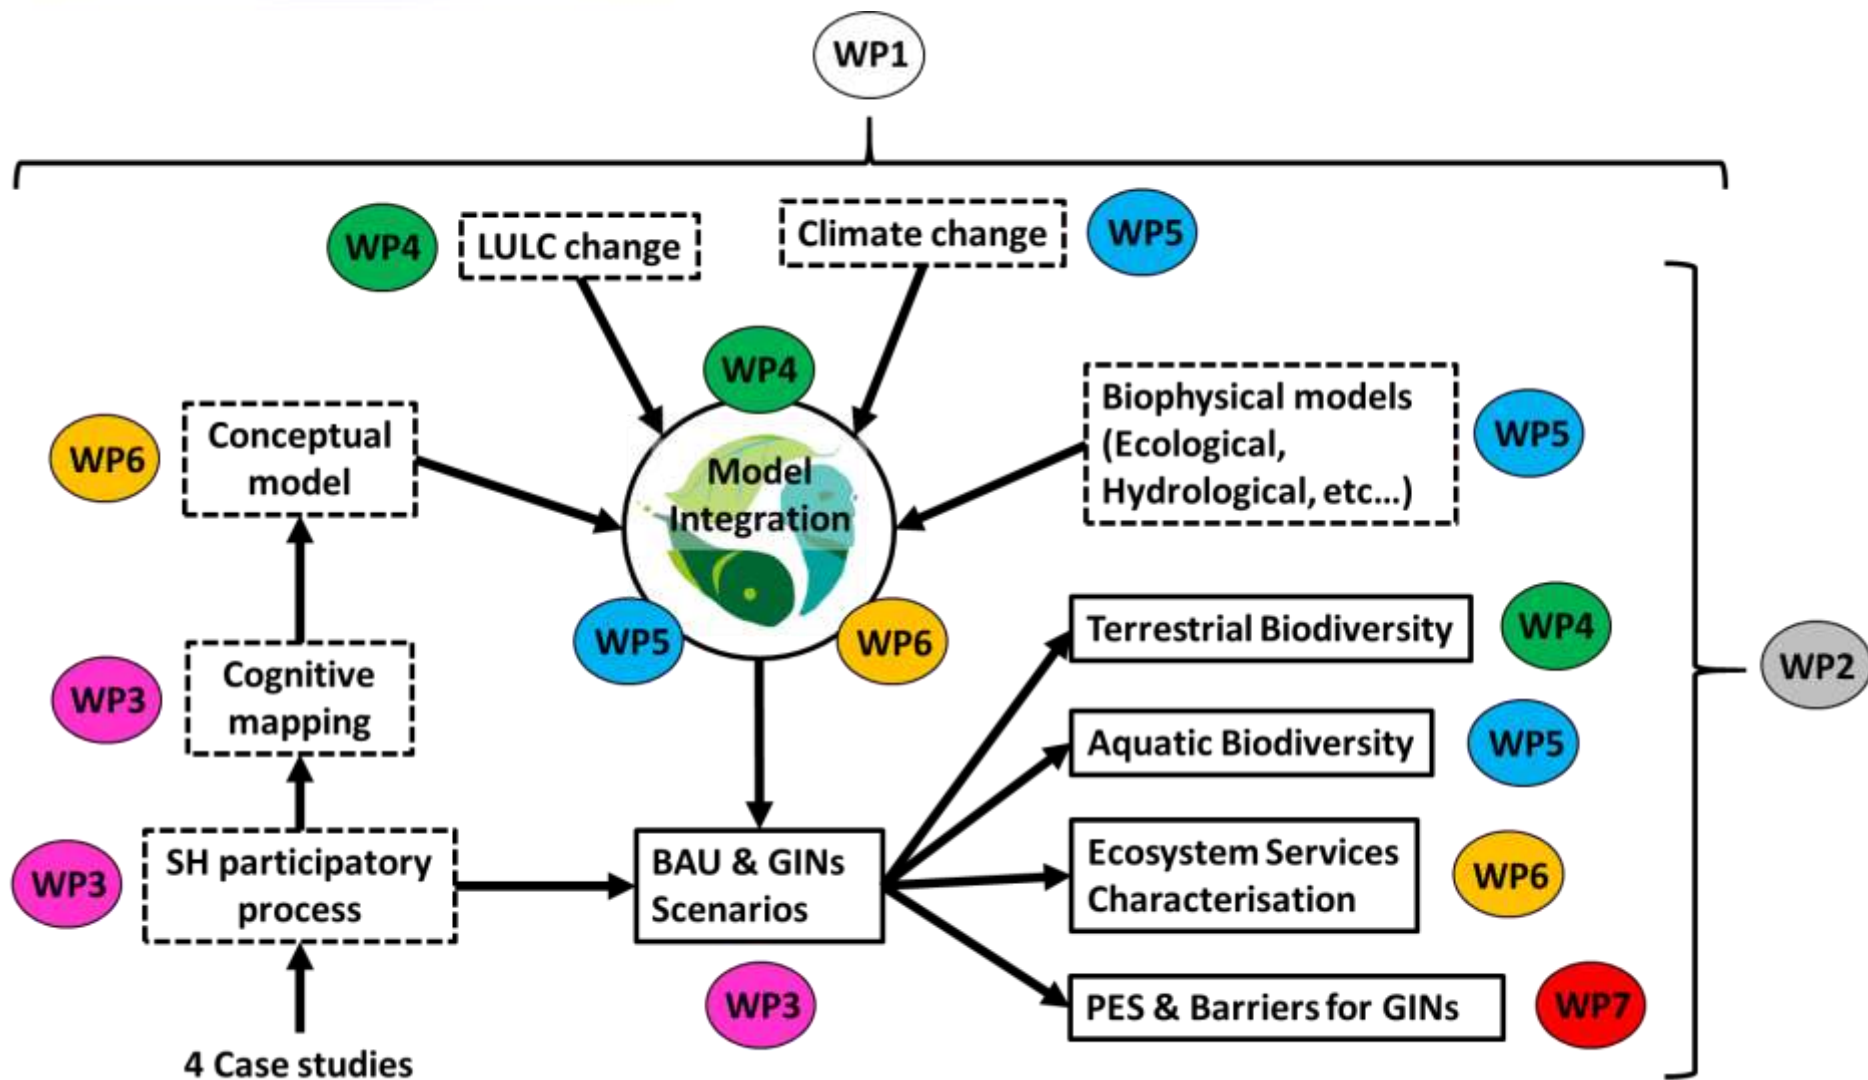 WP1
WP4
LULC change
Climate change
WP5
WP4
Biophysical models
(Ecological,
Hydrological, etc...)
WP5
WP6
Conceptual
model
Model
Integration
WP5
WP6
Terrestrial Biodiversity
WP4
WP2
WP3
Cognitive
mapping
Aquatic Biodiversity
WP5
WP3
SH participatory
process
BAU & GINs
Scenarios
Ecosystem Services
Characterisation
WP6
WP3
PES & Barriers for GINs
WP7
4 Case studies